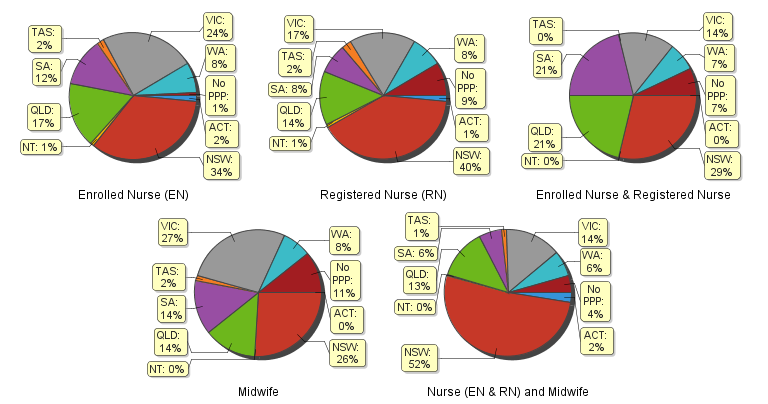 VIC:
24%
TAS:
2%
WA:
8%
SA:
12%
No
PPP:
1%
QLD:
17%
ACT:
2%
NT: 1%
NSW:
34%
Enrolled Nurse (EN)
VIC:
17%
WA:
8%
TAS:
2%
No
PPP:
9%
SA: 8%
QLD:
14%
ACT:
1%
NT: 1%
NSW:
40%
Registered Nurse (RN)
TAS:
0%
VIC:
14%
WA:
7%
SA:
21%
No
PPP:
7%
QLD:
21%
ACT:
0%
NT: 0%
NSW:
29%
Enrolled Nurse & Registered Nurse
VIC:
27%
WA:
8%
TAS:
2%
No
PPP:
11%
SA:
14%
ACT:
0%
QLD:
14%
NT: 0%
NSW:
26%
Midwife
TAS:
1%
VIC:
14%
SA: 6%
WA:
6%
QLD:
13%
No
PPP:
4%
NT: 0%
ACT:
2%
NSW:
52%
Nurse (EN & RN) and Midwife